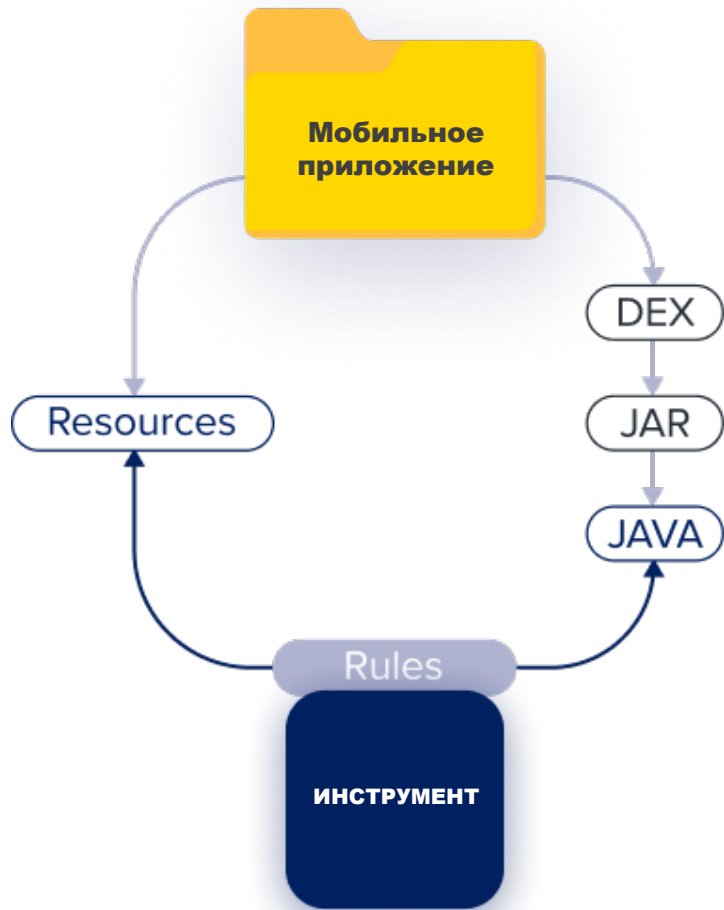 Мобильное
приложение
DEX
Resources
JAR
JAVA
Rules
ИНСТРУМЕНТ